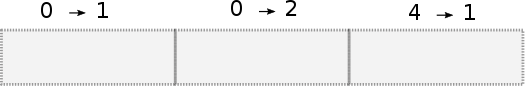 0 → 1 0 → 2 4 → 1